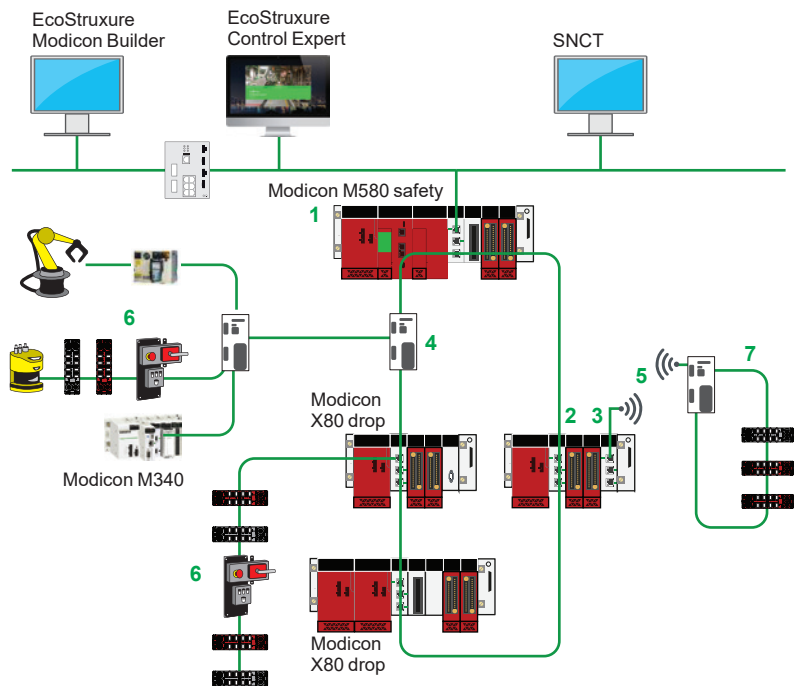 EcoStruxure
Modicon Builder
EcoStruxure
Control Expert
SNCT
Modicon M580 safety
1
6
4
5
7
Modicon
X80 drop
2
3
Modicon M340
6
Modicon
X80 drop